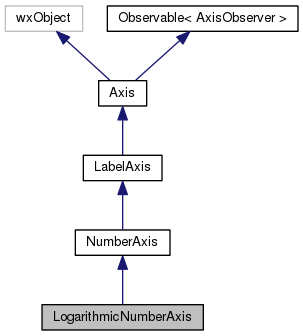 wxObject
Observable< AxisObserver >
Axis
LabelAxis
NumberAxis
LogarithmicNumberAxis